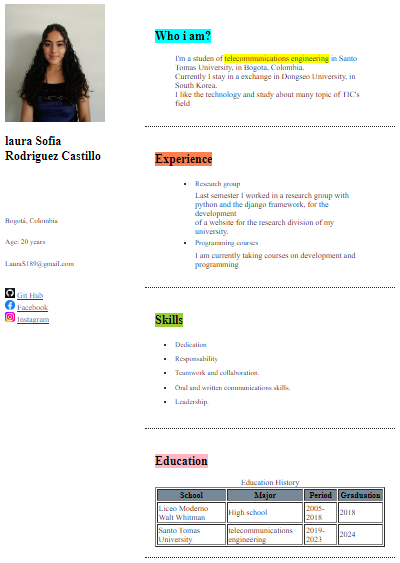 laura Sofia
Rodriguez Castillo
Bogotá, Colombia
Age: 20 years
LauraS189@gmail.com
Git Hub
Facebook
Instagram
Who i am?
I'm a studen of telecommunications engineering in Santo
Tomas University, in Bogota, Colombia.
Currently I stay in a exchange in Dongseo University, in
South Korea.
I like the technology and study about many topic of TIC's
field
Experience
Research group
Last semester I worked in a research group with
python and the django framework, for the
development
of a website for the research division of my
university.
Programming courses
I am currently taking courses on development and
programming
Skills
Dedication
Responsability
Teamwork and collaboration.
Oral and written communications skills.
Leadership.
Education
Education History
School Major Period Graduation
Liceo Moderno
Walt Whitman High school 2005-
2018 2018
Santo Tomas
University telecommunications
engineering 2019-
2023 2024